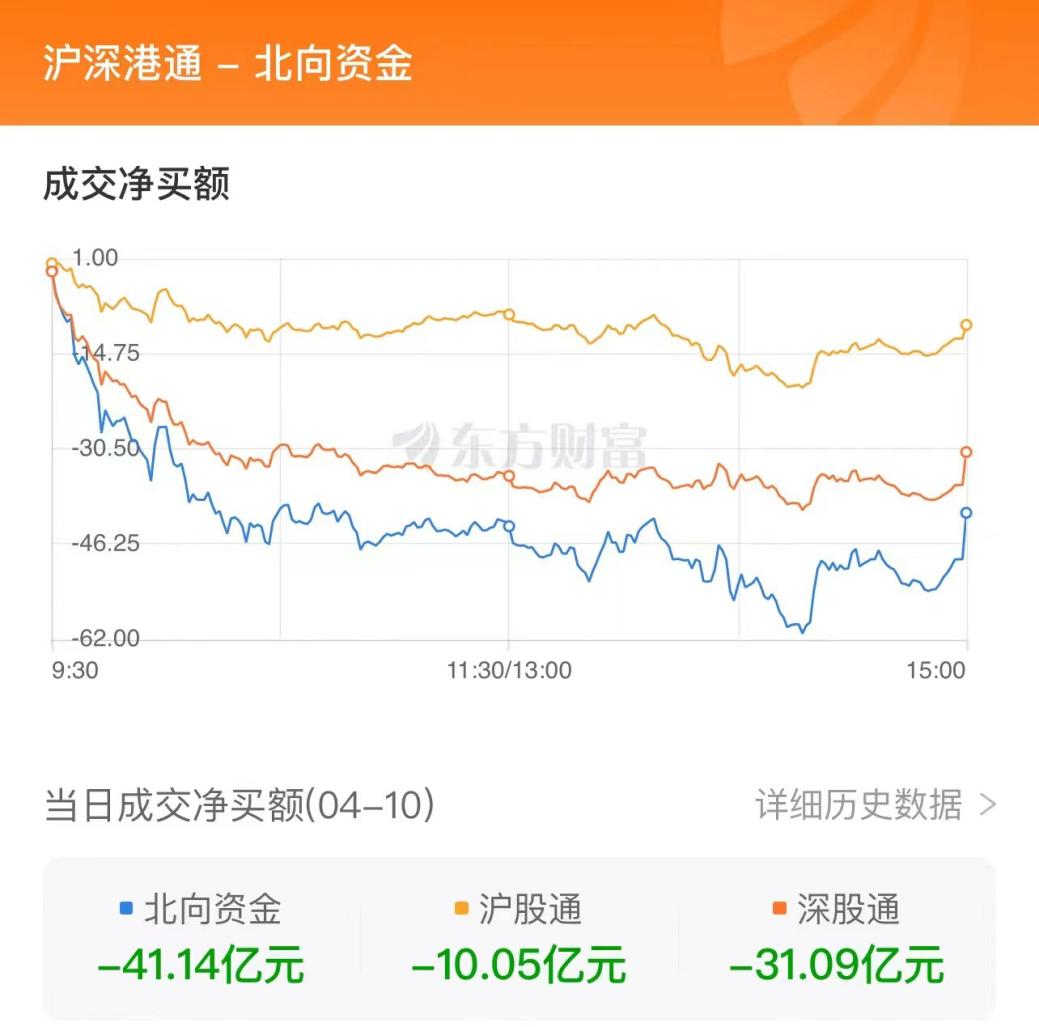 沪深港通 – 北向资金
成交净买额
1.00
-14.75
东方财富
-30.50
-46.25
-62.00
9:30 11:30/13:00 15:00
当日成交净买额(04–10) 详细历史数据 >
北向资金 沪股通 深股通
–41.14亿元 –10.05亿元 –31.09亿元